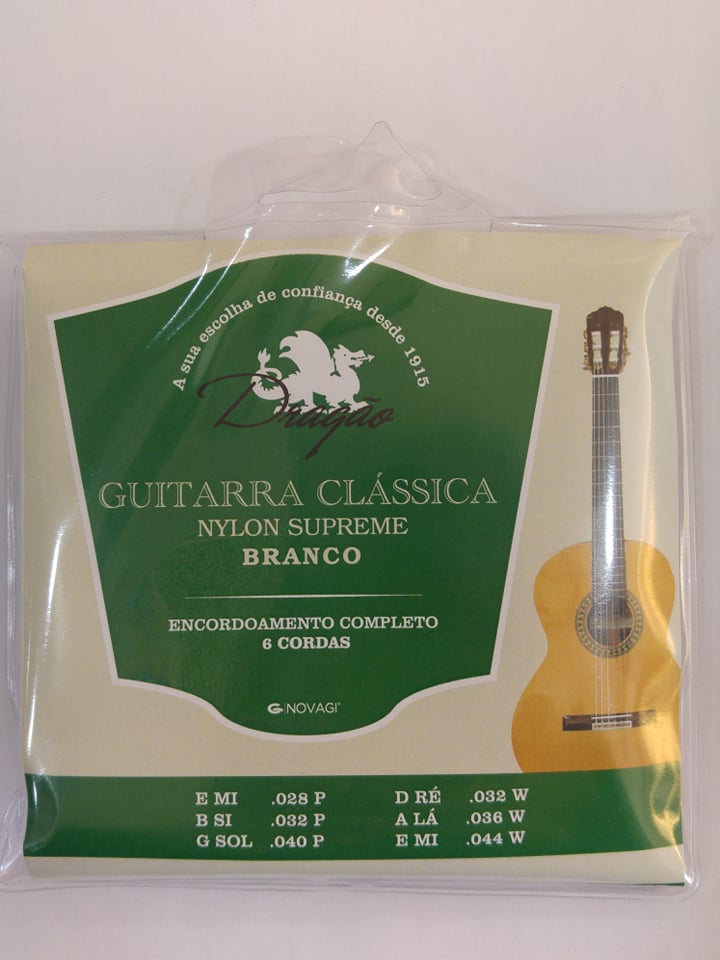 A sua escolha de confiança desde 1915
Dragão
GUITARRA CLÁSSICA
NYLON SUPREME
BRANCO
ENCORDOAMENTO COMPLETO
6 CORDAS
G NOVAGI®
E MI .028 P D RÉ .032 W
B SI .032 P A LÁ .036 W
G SOL .040 P E MI .044 W